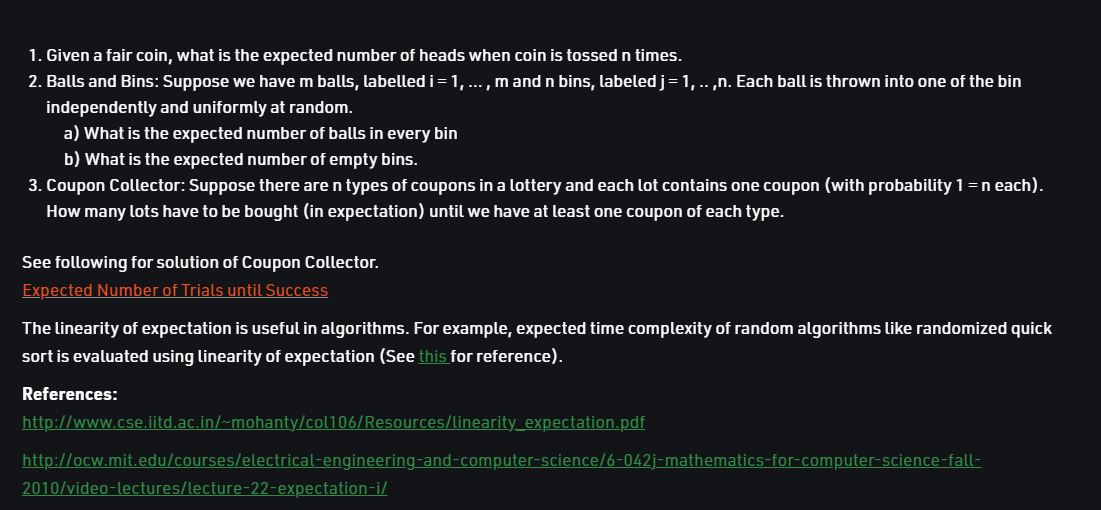 1. Given a fair coin, what is the expected number of heads when coin is tossed n times.
2. Balls and Bins: Suppose we have m balls, labelled i = 1, ... , m and n bins, labeled j = 1, .. ,n. Each ball is thrown into one of the bin
independently and uniformly at random.
a) What is the expected number of balls in every bin
b) What is the expected number of empty bins.
3. Coupon Collector: Suppose there are n types of coupons in a lottery and each lot contains one coupon (with probability 1 = n each).
How many lots have to be bought (in expectation) until we have at least one coupon of each type.
See following for solution of Coupon Collector.
Expected Number of Trials until Success
The linearity of expectation is useful in algorithms. For example, expected time complexity of random algorithms like randomized quick
sort is evaluated using linearity of expectation (See this for reference).
References:
http://www.cse.iitd.ac.in/~mohanty/col106/Resources/linearity_expectation.pdf
http://ocw.mit.edu/courses/electrical-engineering-and-computer-science/6-042j-mathematics-for-computer-science-fall-
2010/video-lectures/lecture-22-expectation-i/